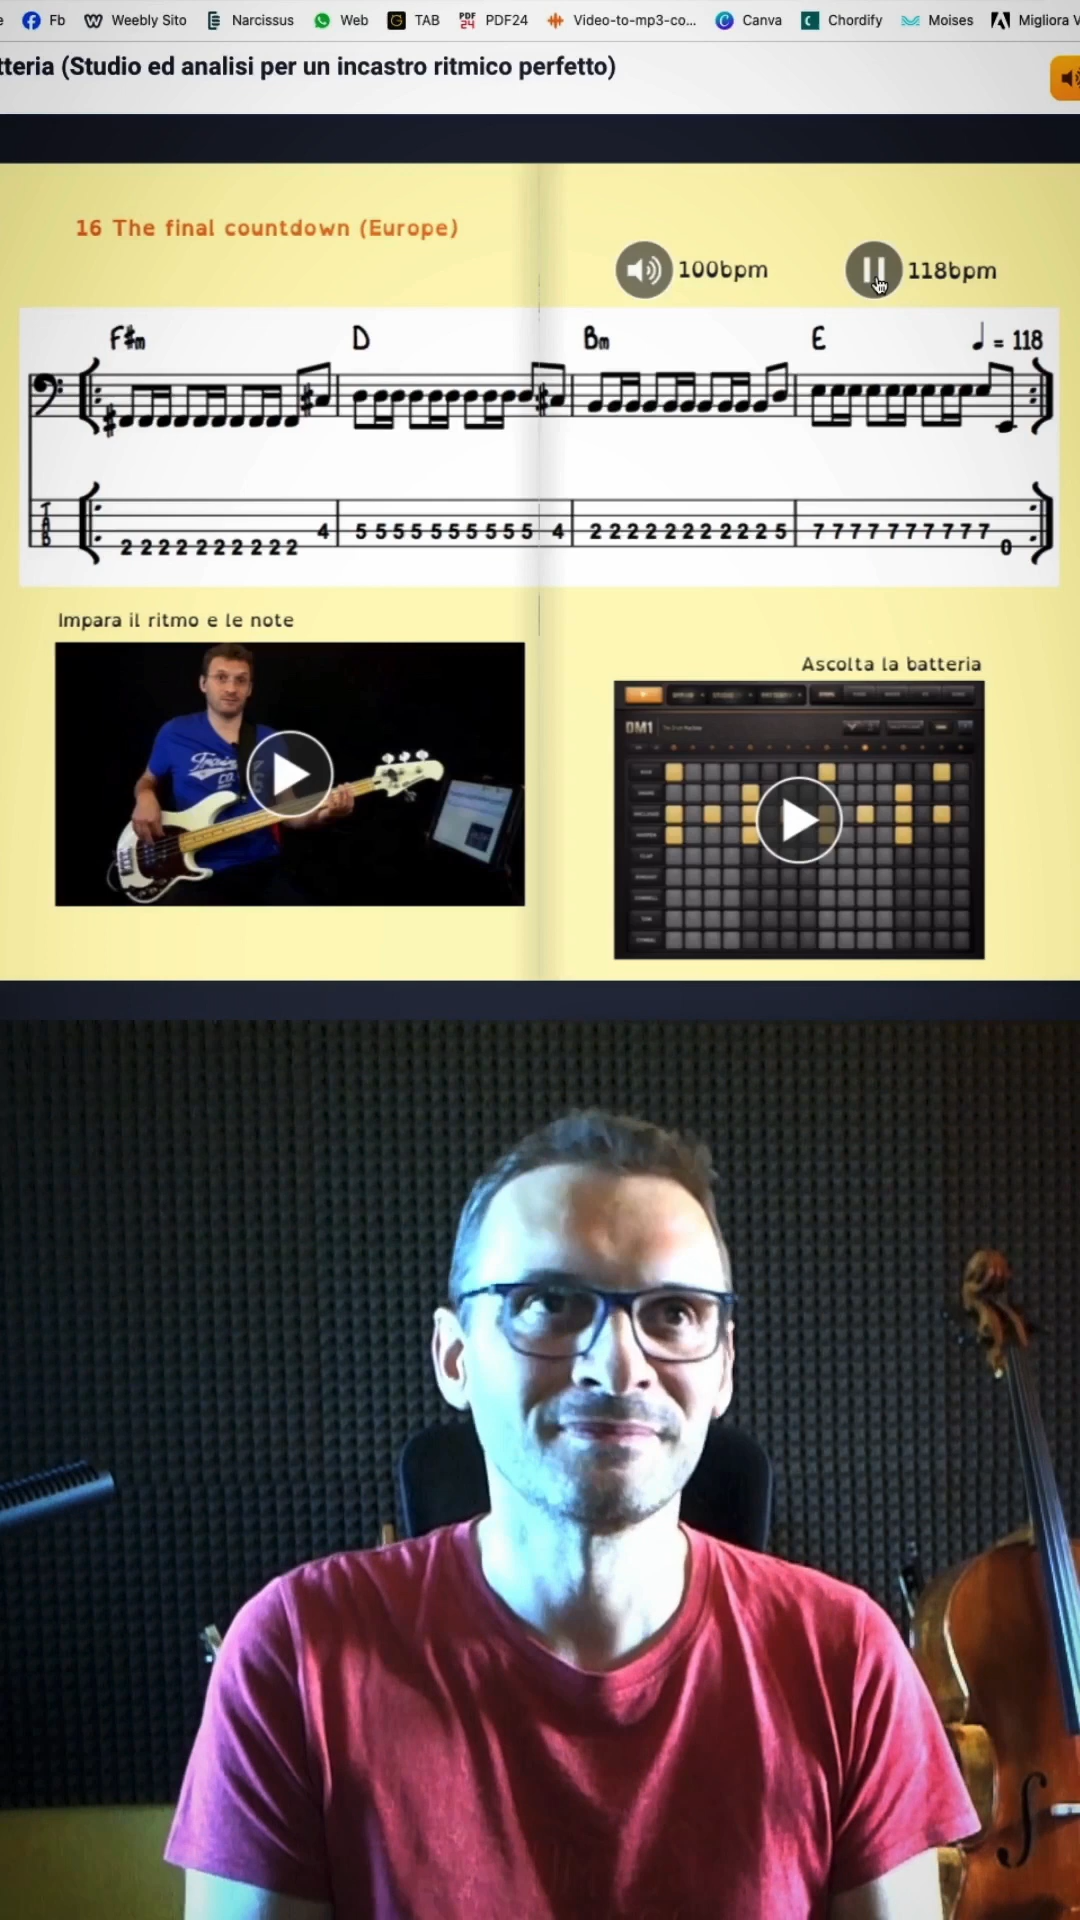 Fb Weebly Sito Narcissus Web TAB PDF24 Video-to-mp3-co... Canva Chordify Moises Migliora V
tteria (Studio ed analisi per un incastro ritmico perfetto)
16 The final countdown (Europe)
100bpm 118bpm
F#m D Bm E ♩ = 118
TAB
4 5 5 5 5 5 5 5 5 5 5 4 2 2 2 2 2 2 2 2 2 2 5 7 7 7 7 7 7 7 7 7 7
2 2 2 2 2 2 2 2 2 2 0
Impara il ritmo e le note
Ascolta la batteria
DM1